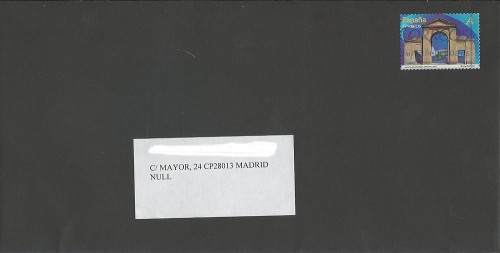 España
A
C/ MAYOR, 24 CP28013 MADRID
NULL